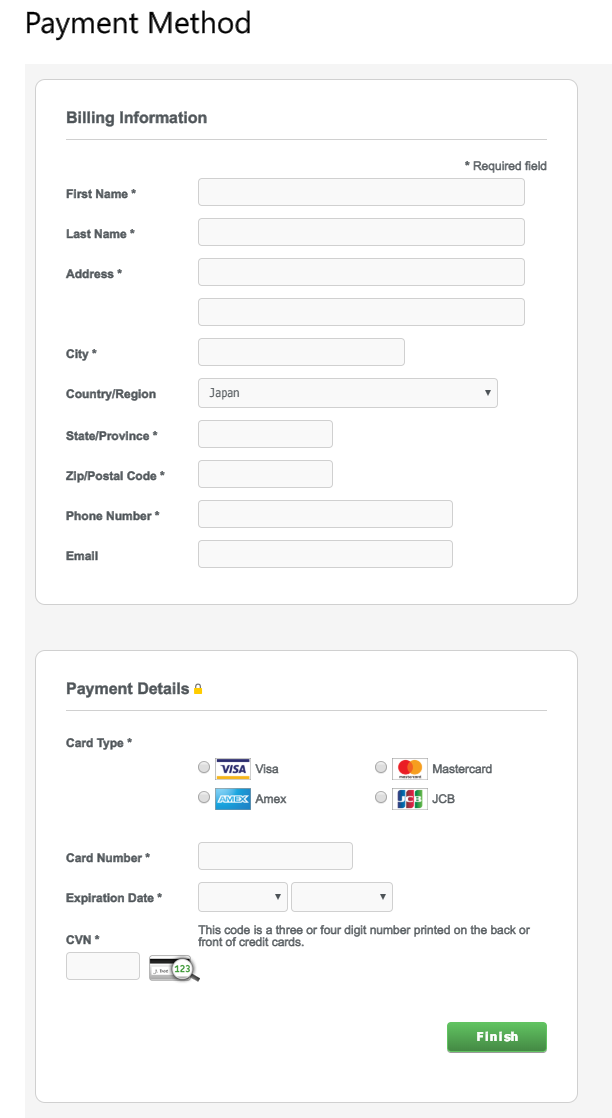 Payment Method
Billing Information
* Required field
First Name *
Last Name *
Address *
City *
Country/Region Japan
State/Province *
Zip/Postal Code *
Phone Number *
Email
Payment Details
Card Type *
VISA Visa mastercard Mastercard
AMEX Amex JCB JCB
Card Number *
Expiration Date *
This code is a three or four digit number printed on the back or
front of credit cards.
CVN *
123
Finish